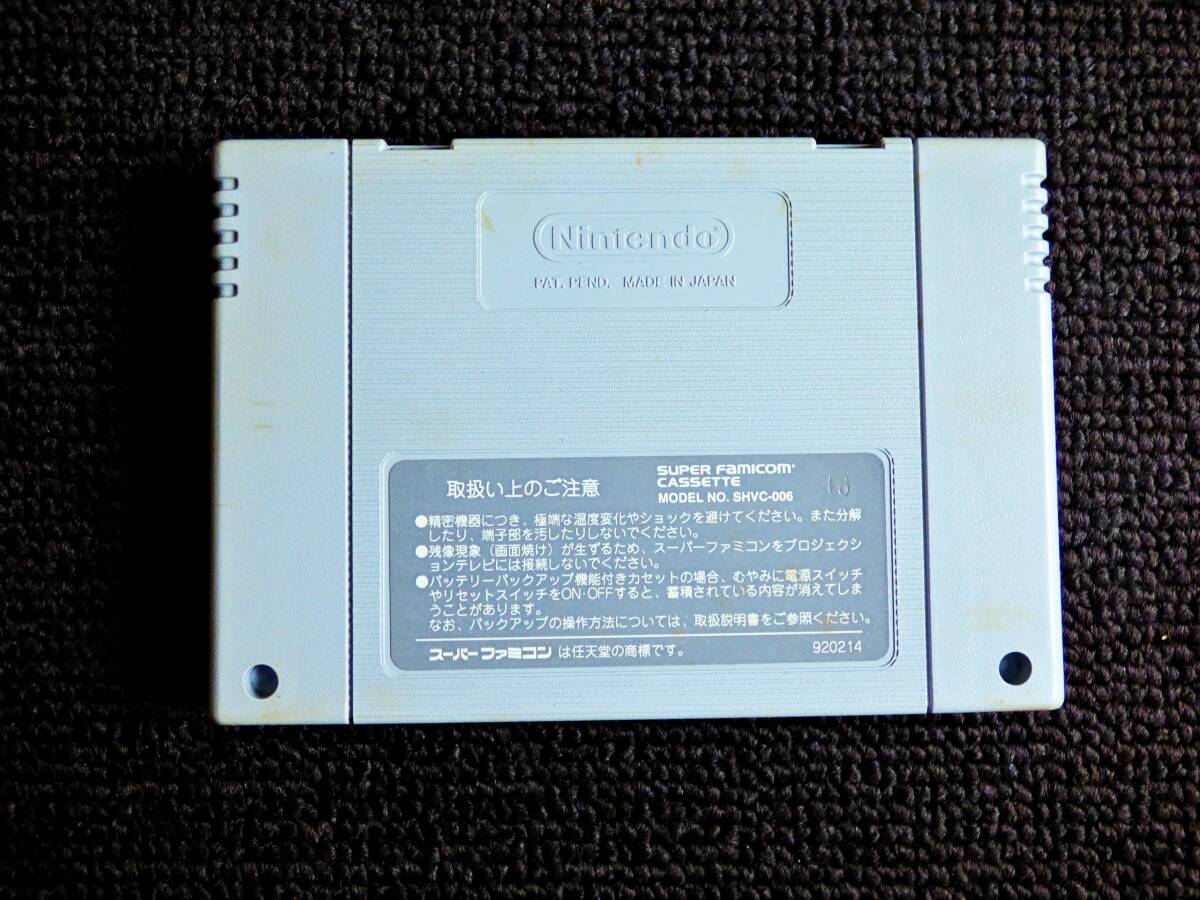 Nintendo®
PAT. PEND. MADE IN JAPAN
取扱い上のご注意
SUPER FAMICOM®
CASSETTE
MODEL NO. SHVC-006
●精密機器につき、極端な温度変化やショックを避けてください。また分解
したり、端子部を汚したりしないでください。
●残像現象（画面焼け）が生ずるため、スーパーファミコンをプロジェクシ
ョンテレビには接続しないでください。
●バッテリーバックアップ機能付きカセットの場合、むやみに電源スイッチ
やリセットスイッチをON·OFFすると、蓄積されている内容が消えてしま
うことがあります。
なお、バックアップの操作方法については、取扱説明書をご参照ください。
スーパーファミコン は任天堂の商標です。
920214